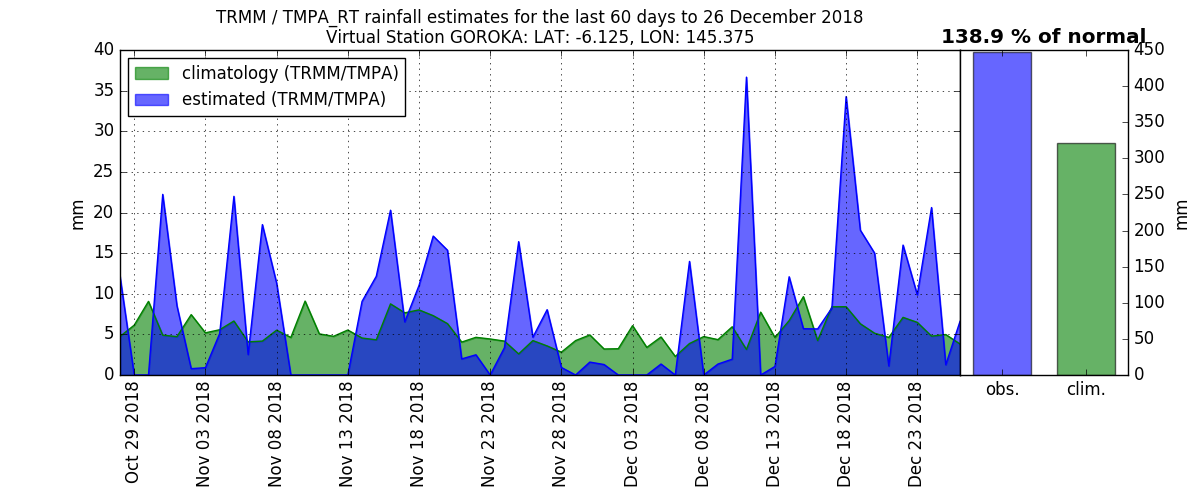 TRMM / TMPA_RT rainfall estimates for the last 60 days to 26 December 2018
Virtual Station GOROKA: LAT: -6.125, LON: 145.375
138.9 % of normal
climatology (TRMM/TMPA)
estimated (TRMM/TMPA)
mm
40
35
30
25
20
15
10
5
0
Oct 29 2018
Nov 03 2018
Nov 08 2018
Nov 13 2018
Nov 18 2018
Nov 23 2018
Nov 28 2018
Dec 03 2018
Dec 08 2018
Dec 13 2018
Dec 18 2018
Dec 23 2018
obs.
clim.
450
400
350
300
250
200
150
100
50
0
mm